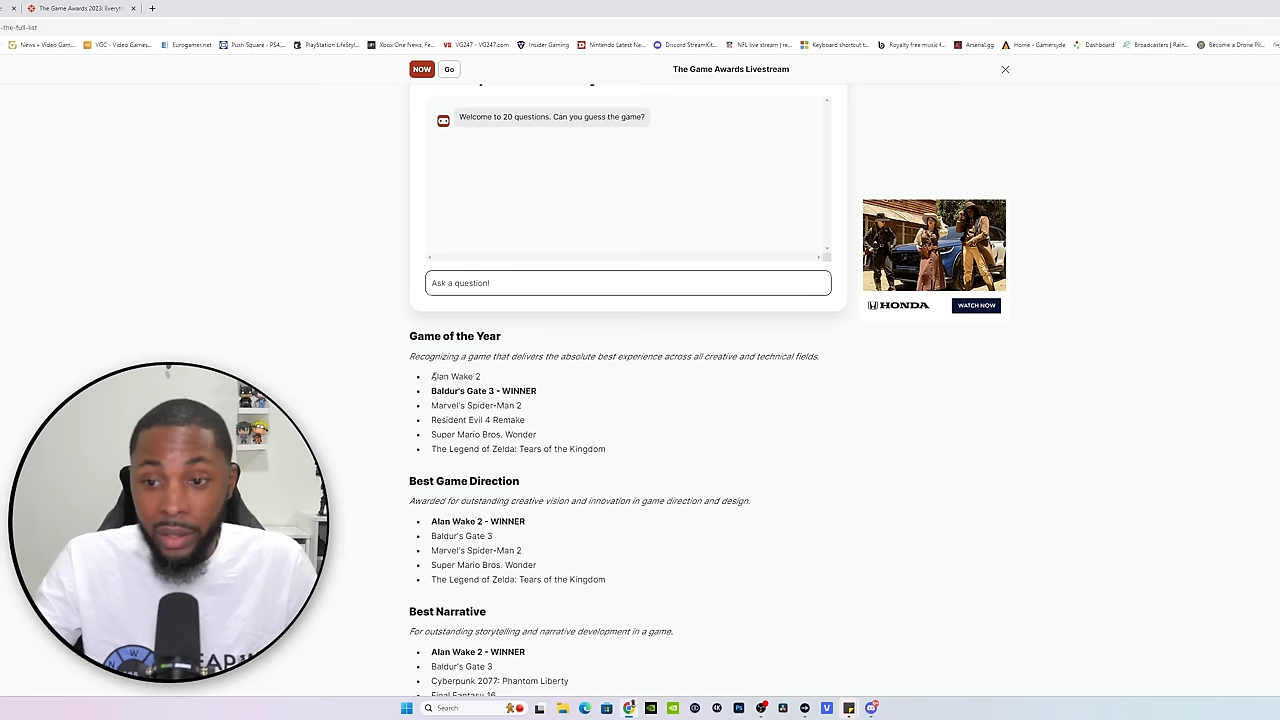 The Game Awards 2023: Everyth
-the-full-list
News » Video Gam...
VGC - Video Games...
Eurogamer.net
Push Square - PS4,...
PlayStation LifeStyl...
Xbox One News, Fe...
VG247 - VG247.com
Insider Gaming
Nintendo Latest Ne...
Discord StreamKit...
NFL live stream | re...
Keyboard shortcut t...
Royalty free music f...
Arsenal.gg
Home - Gamersyde
Dashboard
Broadcasters | Rain...
Become a Drone Pil...
NOW
Go
The Game Awards Livestream
Welcome to 20 questions. Can you guess the game?
Ask a question!
HONDA
WATCH NOW
Game of the Year
Recognizing a game that delivers the absolute best experience across all creative and technical fields.
Alan Wake 2
Baldur's Gate 3 - WINNER
Marvel's Spider-Man 2
Resident Evil 4 Remake
Super Mario Bros. Wonder
The Legend of Zelda: Tears of the Kingdom
Best Game Direction
Awarded for outstanding creative vision and innovation in game direction and design.
Alan Wake 2 - WINNER
Baldur's Gate 3
Marvel's Spider-Man 2
Super Mario Bros. Wonder
The Legend of Zelda: Tears of the Kingdom
Best Narrative
For outstanding storytelling and narrative development in a game.
Alan Wake 2 - WINNER
Baldur's Gate 3
Cyberpunk 2077: Phantom Liberty
Final Fantasy 16
Search